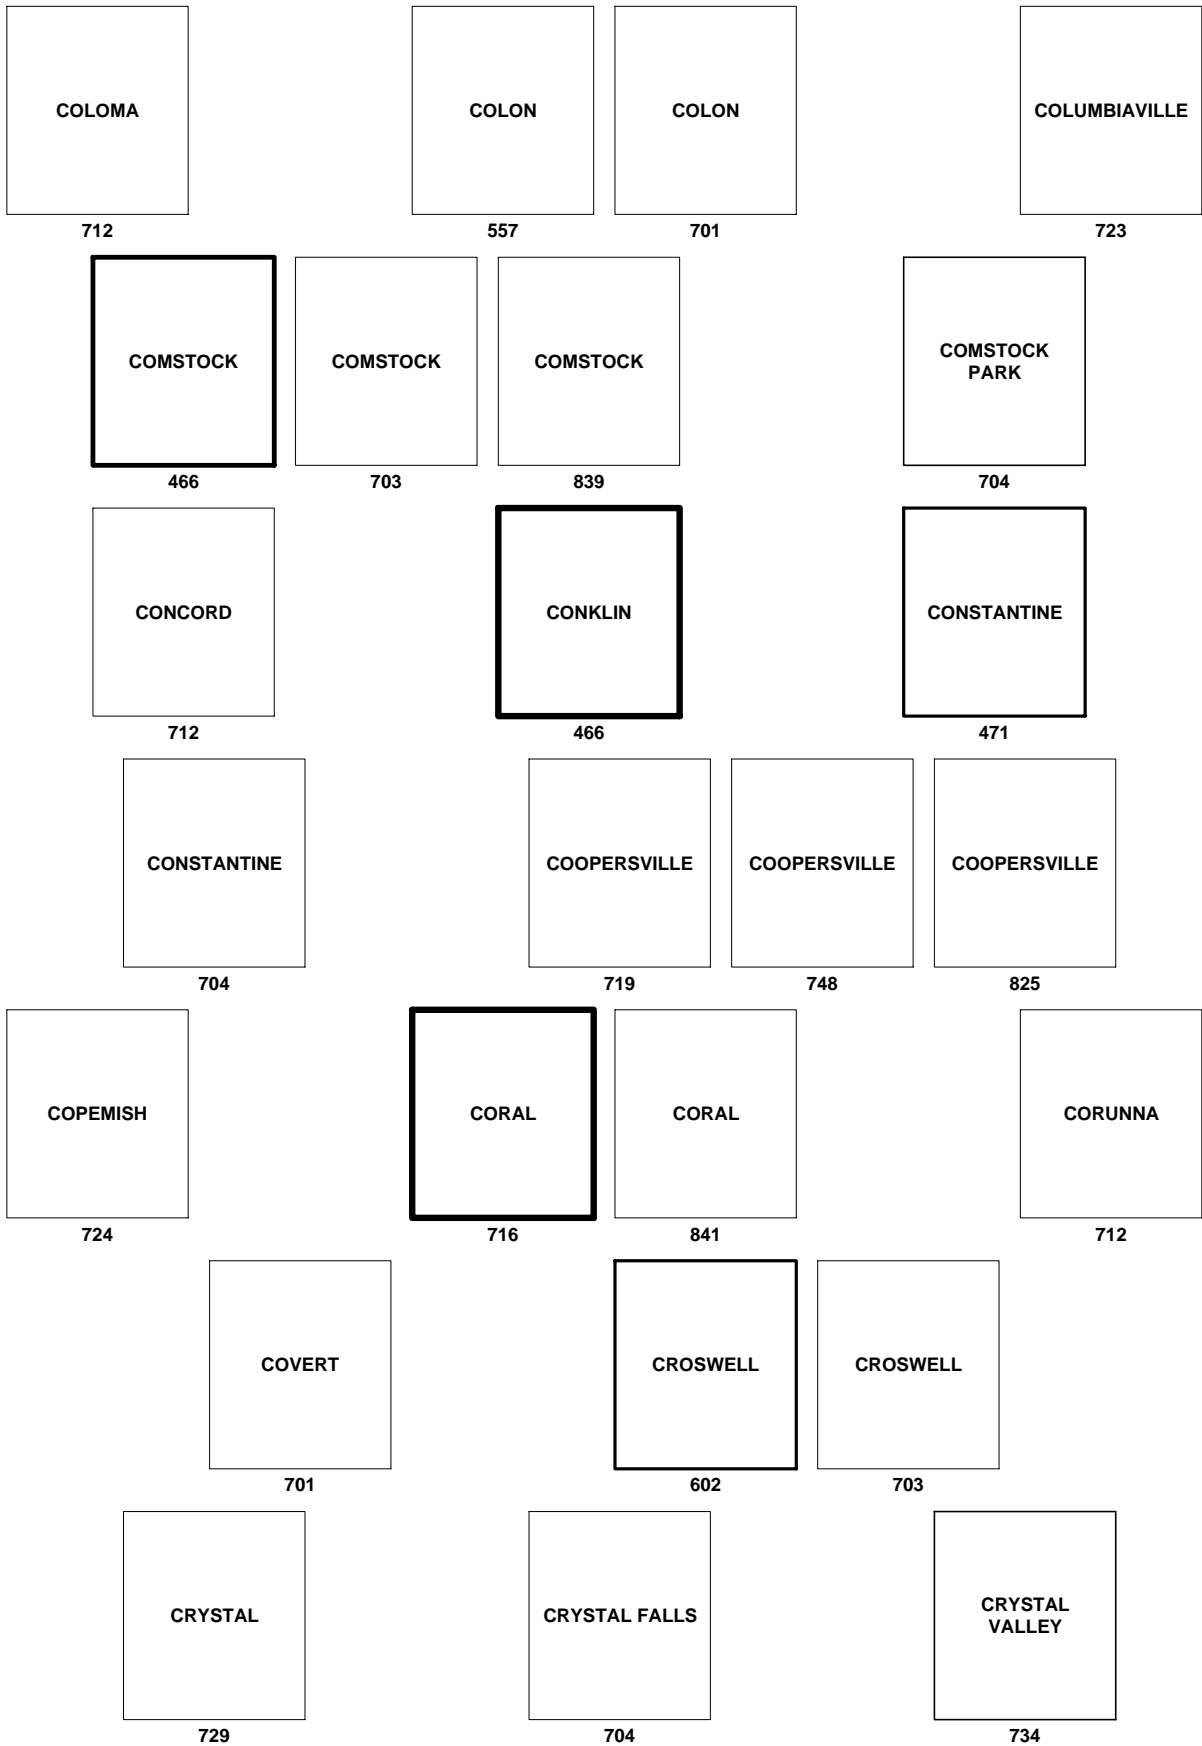 COLOMA
COLON
COLON
COLUMBIAVILLE
712
557
701
723
COMSTOCK
COMSTOCK
COMSTOCK
COMSTOCK
PARK
466
703
839
704
CONCORD
CONKLIN
CONSTANTINE
712
466
471
CONSTANTINE
COOPERSVILLE
COOPERSVILLE
COOPERSVILLE
704
719
748
825
COPEMISH
CORAL
CORAL
CORUNNA
724
716
841
712
COVERT
CROSWELL
CROSWELL
701
602
703
CRYSTAL
CRYSTAL FALLS
CRYSTAL
VALLEY
729
704
734